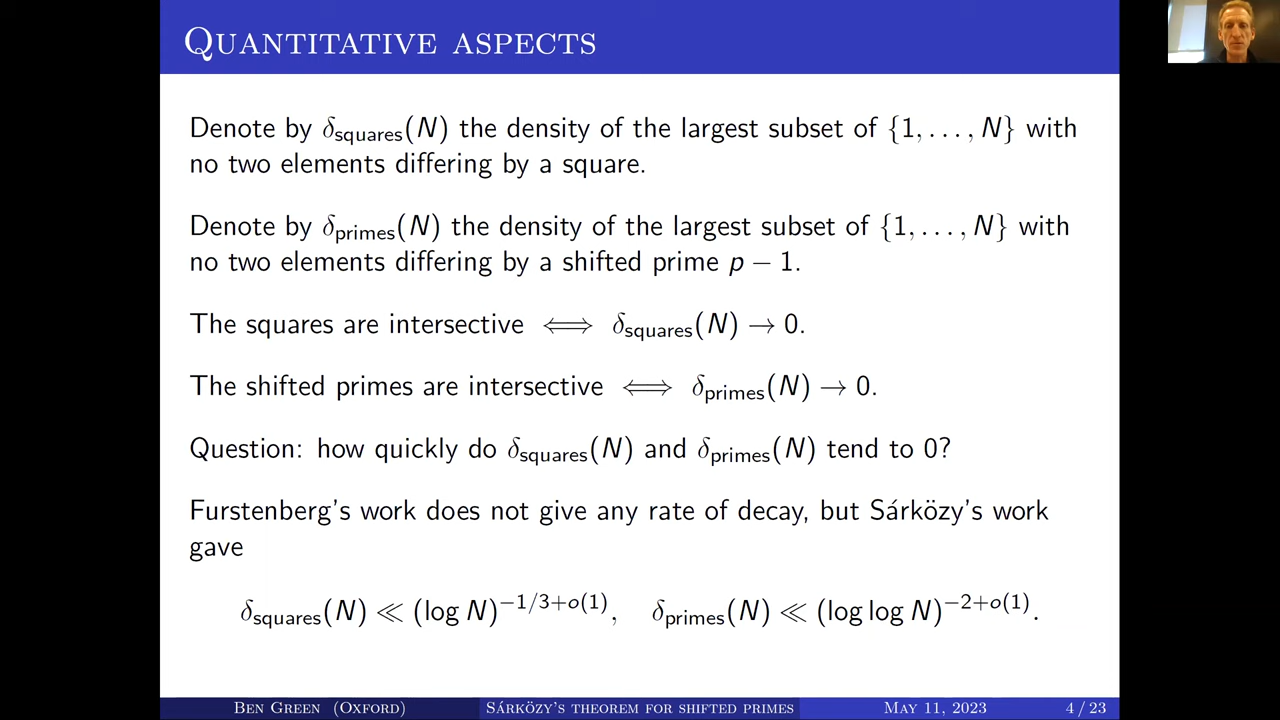 QUANTITATIVE ASPECTS
Denote by δsquares(N) the density of the largest subset of {1, . . . , N} with
no two elements differing by a square.
Denote by δprimes(N) the density of the largest subset of {1, . . . , N} with
no two elements differing by a shifted prime p − 1.
The squares are intersective ⟺ δsquares(N) → 0.
The shifted primes are intersective ⟺ δprimes(N) → 0.
Question: how quickly do δsquares(N) and δprimes(N) tend to 0?
Furstenberg's work does not give any rate of decay, but Sárközy's work
gave
δsquares(N) ≪ (log N)^{−1/3+o(1)}, δprimes(N) ≪ (log log N)^{−2+o(1)}.
BEN GREEN (OXFORD) SÁRKÖZY'S THEOREM FOR SHIFTED PRIMES MAY 11, 2023 4 / 23